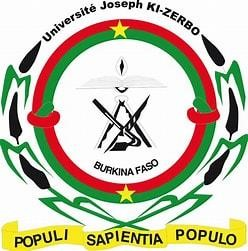 Université Joseph KI-ZERBO
BURKINA FASO
POPULI SAPIENTIA POPULO